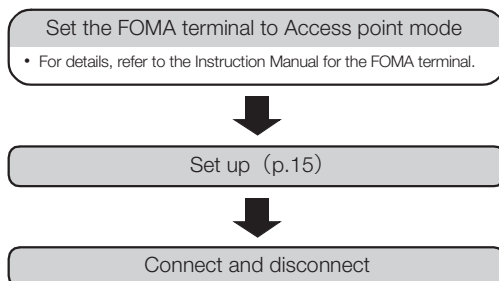 Set the FOMA terminal to Access point mode
• For details, refer to the Instruction Manual for the FOMA terminal.
Set up（p.15）
Connect and disconnect